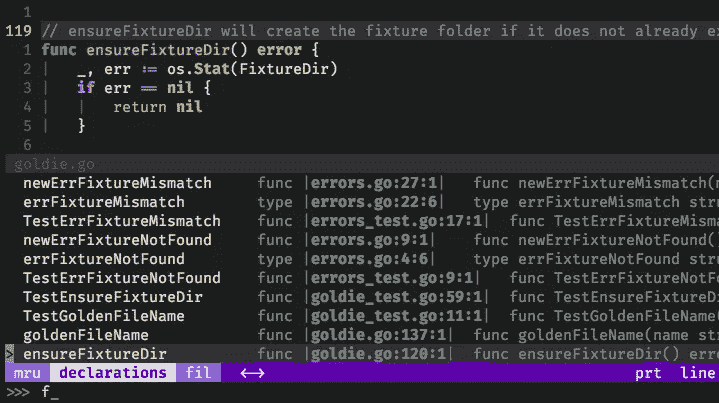 1
119 // ensureFixtureDir will create the fixture folder if it does not already ex
1 func ensureFixtureDir() error {
2 | _, err := os.Stat(FixtureDir)
3 | if err == nil {
4 | | return nil
5 | }
6
goldie.go
newErrFixtureMismatch func |errors.go:27:1| func newErrFixtureMismatch(n
errFixtureMismatch type |errors.go:22:6| type errFixtureMismatch str
TestErrFixtureMismatch func |errors_test.go:17:1| func TestErrFixtureMism
newErrFixtureNotFound func |errors.go:9:1| func newErrFixtureNotFound(
errFixtureNotFound type |errors.go:4:6| type errFixtureNotFound stru
TestErrFixtureNotFound func |errors_test.go:9:1| func TestErrFixtureNotFo
TestEnsureFixtureDir func |goldie_test.go:59:1| func TestEnsureFixtureDi
TestGoldenFileName func |goldie_test.go:11:1| func TestGoldenFileName(
goldenFileName func |goldie.go:137:1| func goldenFileName(name str
> ensureFixtureDir func |goldie.go:120:1| func ensureFixtureDir() erro
mru declarations fil <-> prt line
>>> f_